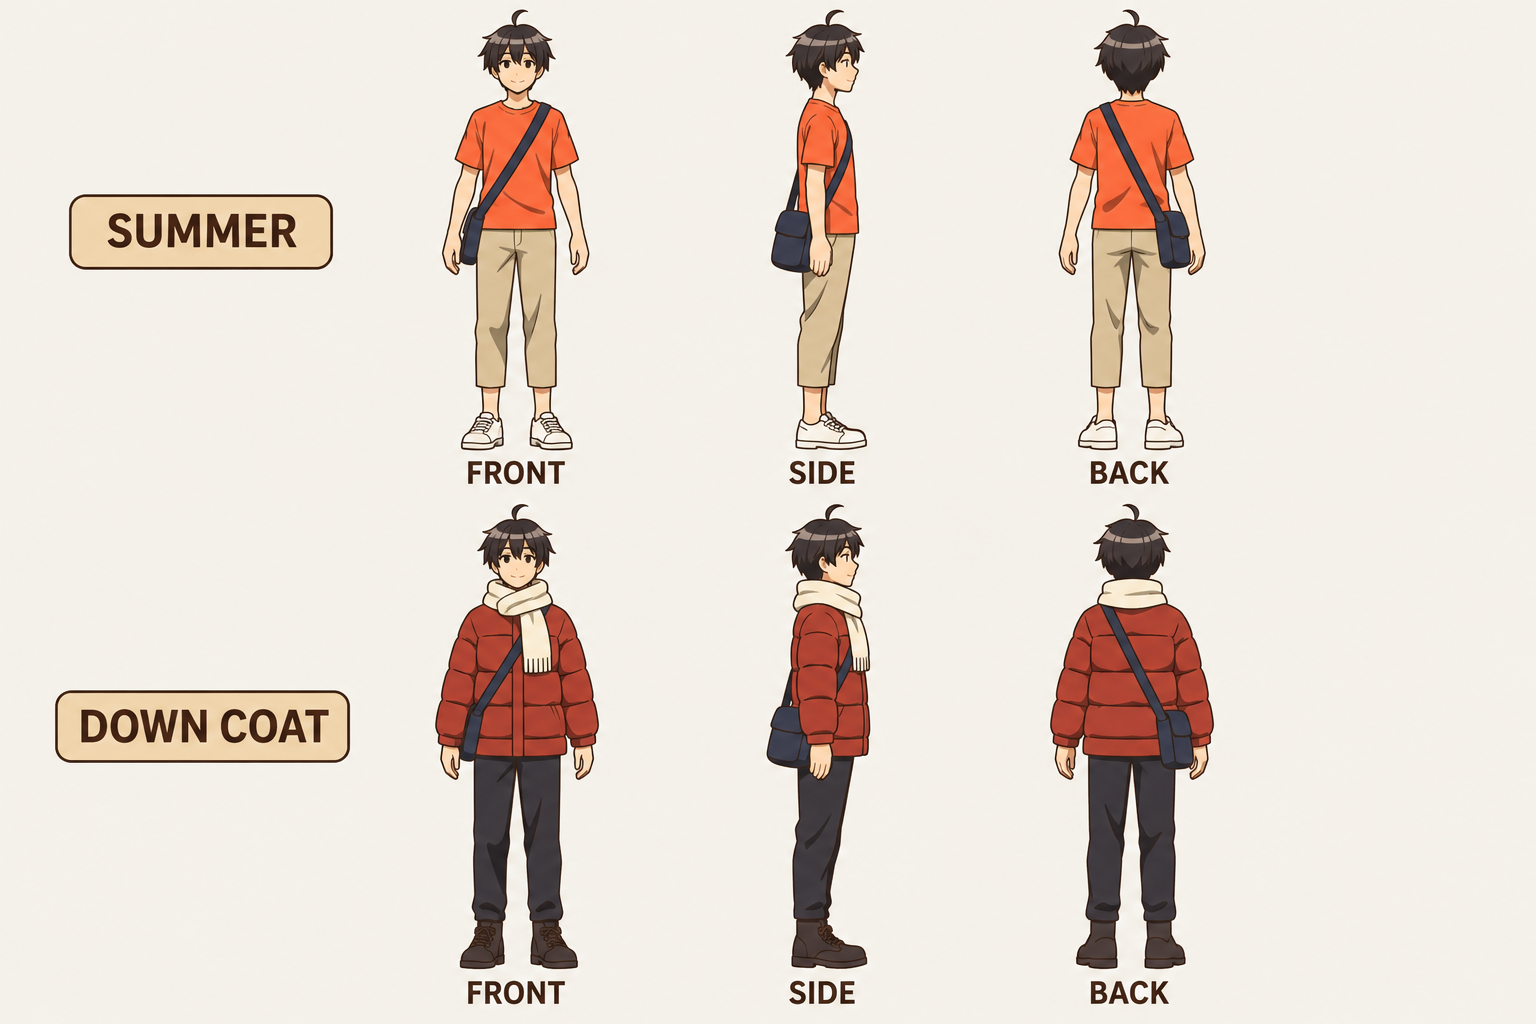 SUMMER
FRONT
SIDE
BACK
DOWN COAT
FRONT
SIDE
BACK